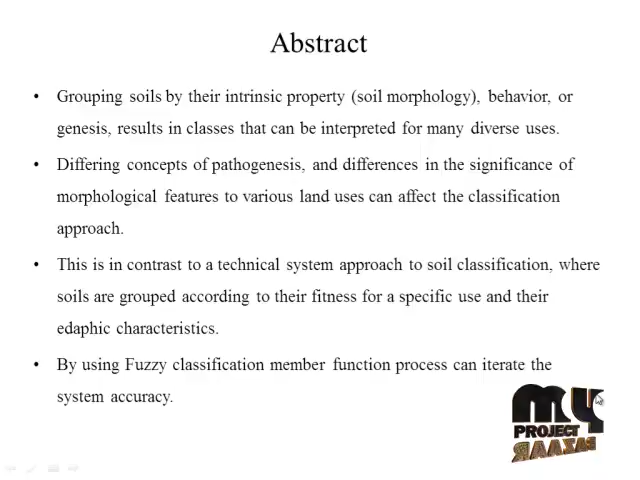 Abstract
• Grouping soils by their intrinsic property (soil morphology), behavior, or
genesis, results in classes that can be interpreted for many diverse uses.
• Differing concepts of pathogenesis, and differences in the significance of
morphological features to various land uses can affect the classification
approach.
• This is in contrast to a technical system approach to soil classification, where
soils are grouped according to their fitness for a specific use and their
edaphic characteristics.
• By using Fuzzy classification member function process can iterate the
system accuracy.
my
PROJECT
BAZAAR